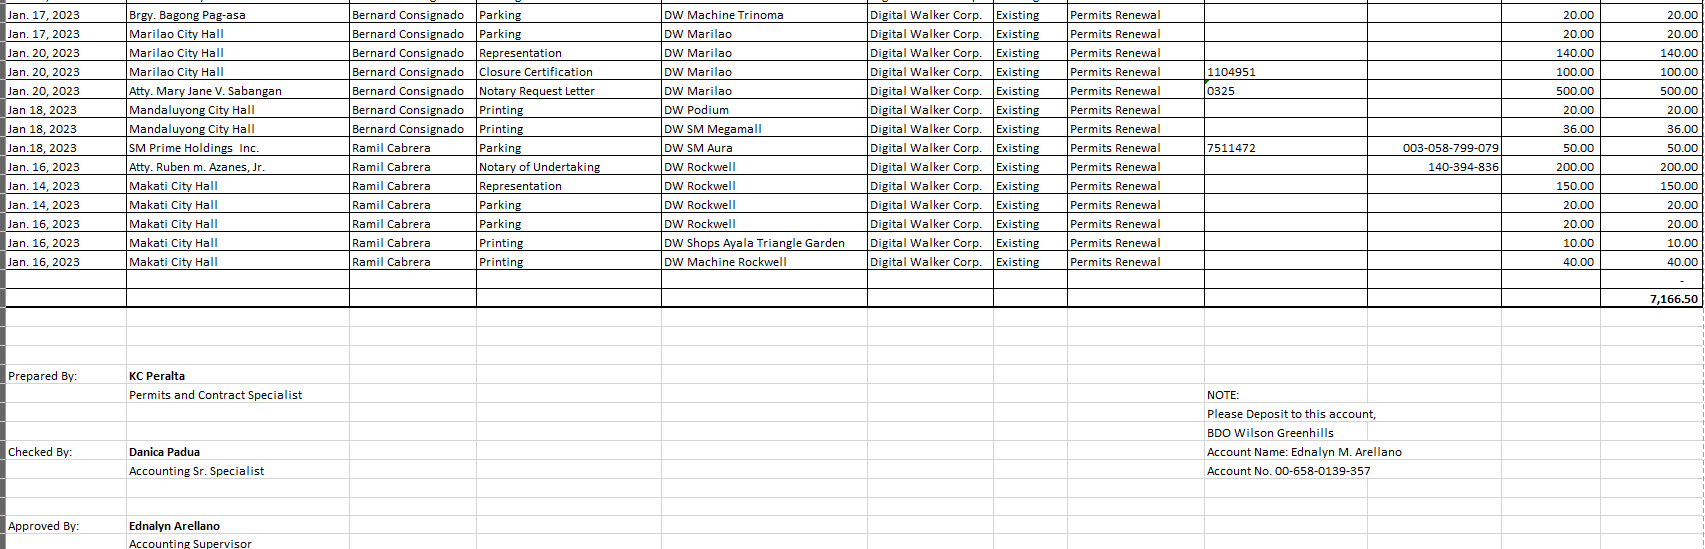 Jan. 17, 2023 Brgy. Bagong Pag-asa Bernard Consignado Parking DW Machine Trinoma Digital Walker Corp. Existing Permits Renewal 20.00 20.00
Jan. 17, 2023 Marilao City Hall Bernard Consignado Parking DW Marilao Digital Walker Corp. Existing Permits Renewal 20.00 20.00
Jan. 20, 2023 Marilao City Hall Bernard Consignado Representation DW Marilao Digital Walker Corp. Existing Permits Renewal 140.00 140.00
Jan. 20, 2023 Marilao City Hall Bernard Consignado Closure Certification DW Marilao Digital Walker Corp. Existing Permits Renewal 1104951 100.00 100.00
Jan. 20, 2023 Atty. Mary Jane V. Sabangan Bernard Consignado Notary Request Letter DW Marilao Digital Walker Corp. Existing Permits Renewal 0325 500.00 500.00
Jan 18, 2023 Mandaluyong City Hall Bernard Consignado Printing DW Podium Digital Walker Corp. Existing Permits Renewal 20.00 20.00
Jan 18, 2023 Mandaluyong City Hall Bernard Consignado Printing DW SM Megamall Digital Walker Corp. Existing Permits Renewal 36.00 36.00
Jan.18, 2023 SM Prime Holdings Inc. Ramil Cabrera Parking DW SM Aura Digital Walker Corp. Existing Permits Renewal 7511472 003-058-799-079 50.00 50.00
Jan. 16, 2023 Atty. Ruben m. Azanes, Jr. Ramil Cabrera Notary of Undertaking DW Rockwell Digital Walker Corp. Existing Permits Renewal 140-394-836 200.00 200.00
Jan. 14, 2023 Makati City Hall Ramil Cabrera Representation DW Rockwell Digital Walker Corp. Existing Permits Renewal 150.00 150.00
Jan. 14, 2023 Makati City Hall Ramil Cabrera Parking DW Rockwell Digital Walker Corp. Existing Permits Renewal 20.00 20.00
Jan. 16, 2023 Makati City Hall Ramil Cabrera Parking DW Rockwell Digital Walker Corp. Existing Permits Renewal 20.00 20.00
Jan. 16, 2023 Makati City Hall Ramil Cabrera Printing DW Shops Ayala Triangle Garden Digital Walker Corp. Existing Permits Renewal 10.00 10.00
Jan. 16, 2023 Makati City Hall Ramil Cabrera Printing DW Machine Rockwell Digital Walker Corp. Existing Permits Renewal 40.00 40.00
-
7,166.50
Prepared By: KC Peralta
Permits and Contract Specialist NOTE:
Please Deposit to this account,
BDO Wilson Greenhills
Checked By: Danica Padua Account Name: Ednalyn M. Arellano
Accounting Sr. Specialist Account No. 00-658-0139-357
Approved By: Ednalyn Arellano
Accounting Supervisor